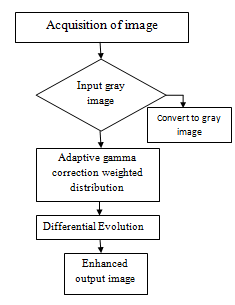 Acquisition of image
Input gray
image
Convert to gray
image
Adaptive gamma
correction weighted
distribution
Differential Evolution
Enhanced
output image